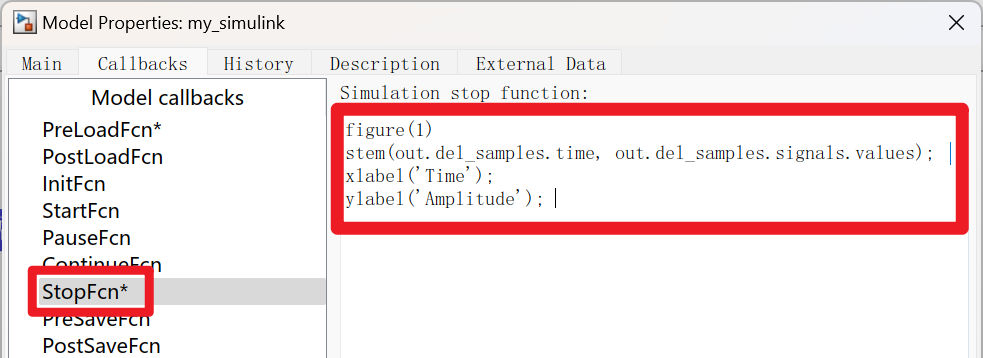 Model Properties: my_simulink
Main Callbacks History Description External Data
Model callbacks
PreLoadFcn*
PostLoadFcn
InitFcn
StartFcn
PauseFcn
ContinueFcn
StopFcn*
PreSaveFcn
PostSaveFcn
Simulation stop function:
figure(1)
stem(out.del_samples.time, out.del_samples.signals.values);
xlabel('Time');
ylabel('Amplitude');